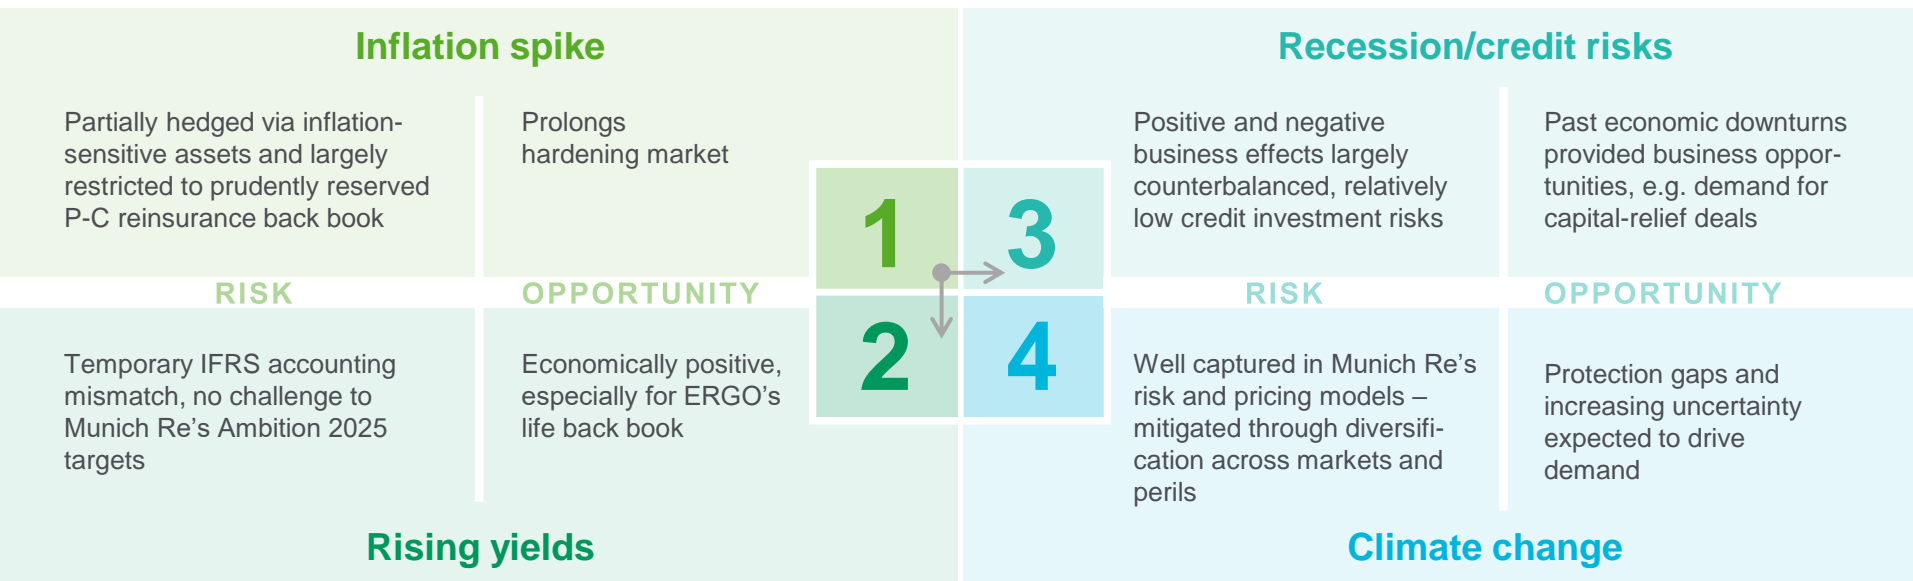 Inflation spike
Partially hedged via inflation-
sensitive assets and largely
restricted to prudently reserved
P-C reinsurance back book
Prolongs
hardening market
RISK
OPPORTUNITY
Temporary IFRS accounting
mismatch, no challenge to
Munich Re’s Ambition 2025
targets
Economically positive,
especially for ERGO’s
life back book
Rising yields
1
2
3
4
Recession/credit risks
Positive and negative
business effects largely
counterbalanced, relatively
low credit investment risks
Past economic downturns
provided business oppor-
tunities, e.g. demand for
capital-relief deals
RISK
OPPORTUNITY
Well captured in Munich Re’s
risk and pricing models –
mitigated through diversifi-
cation across markets and
perils
Protection gaps and
increasing uncertainty
expected to drive
demand
Climate change